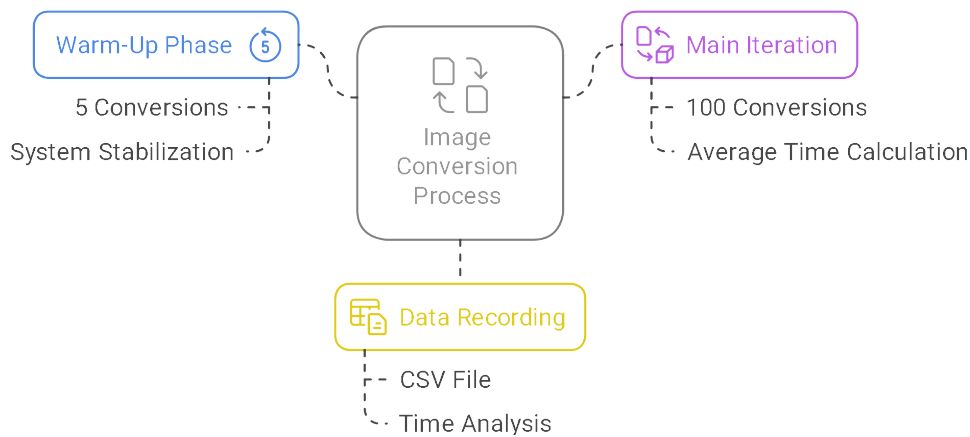 Warm-Up Phase
5
5 Conversions
System Stabilization
Image
Conversion
Process
Main Iteration
100 Conversions
Average Time Calculation
Data Recording
CSV File
Time Analysis